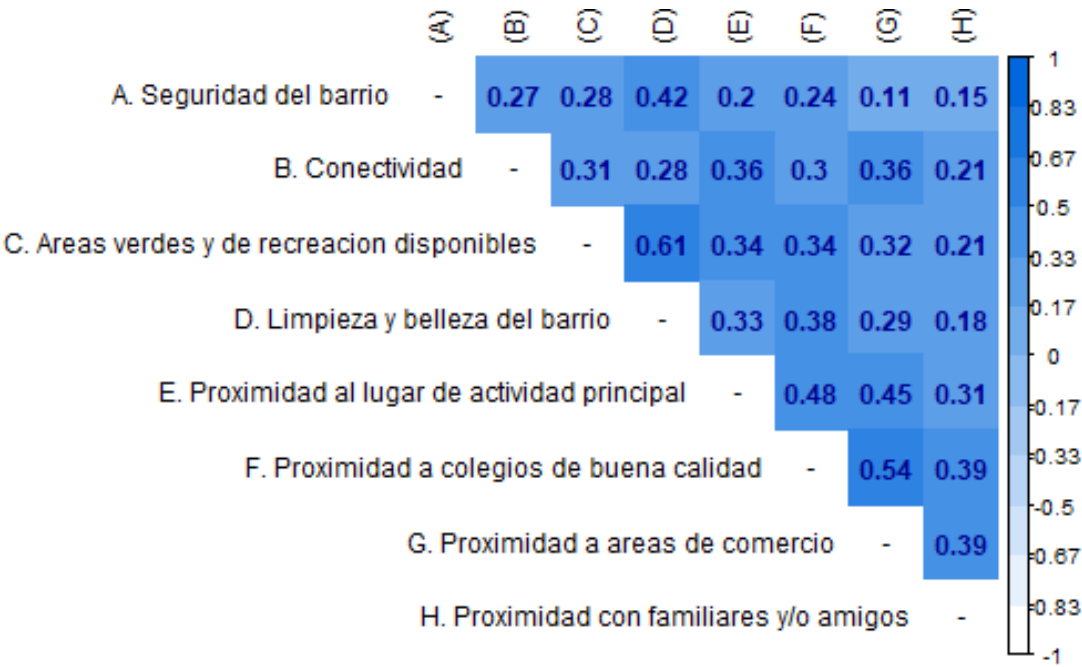 (A) (B) (C) (D) (E) (F) (G) (H)
A. Seguridad del barrio - 0.27 0.28 0.42 0.2 0.24 0.11 0.15
B. Conectividad - 0.31 0.28 0.36 0.3 0.36 0.21
C. Areas verdes y de recreacion disponibles - 0.61 0.34 0.34 0.32 0.21
D. Limpieza y belleza del barrio - 0.33 0.38 0.29 0.18
E. Proximidad al lugar de actividad principal - 0.48 0.45 0.31
F. Proximidad a colegios de buena calidad - 0.54 0.39
G. Proximidad a areas de comercio - 0.39
H. Proximidad con familiares y/o amigos -
1
0.83
0.67
0.5
0.33
0.17
0
-0.17
-0.33
-0.5
-0.67
-0.83
-1